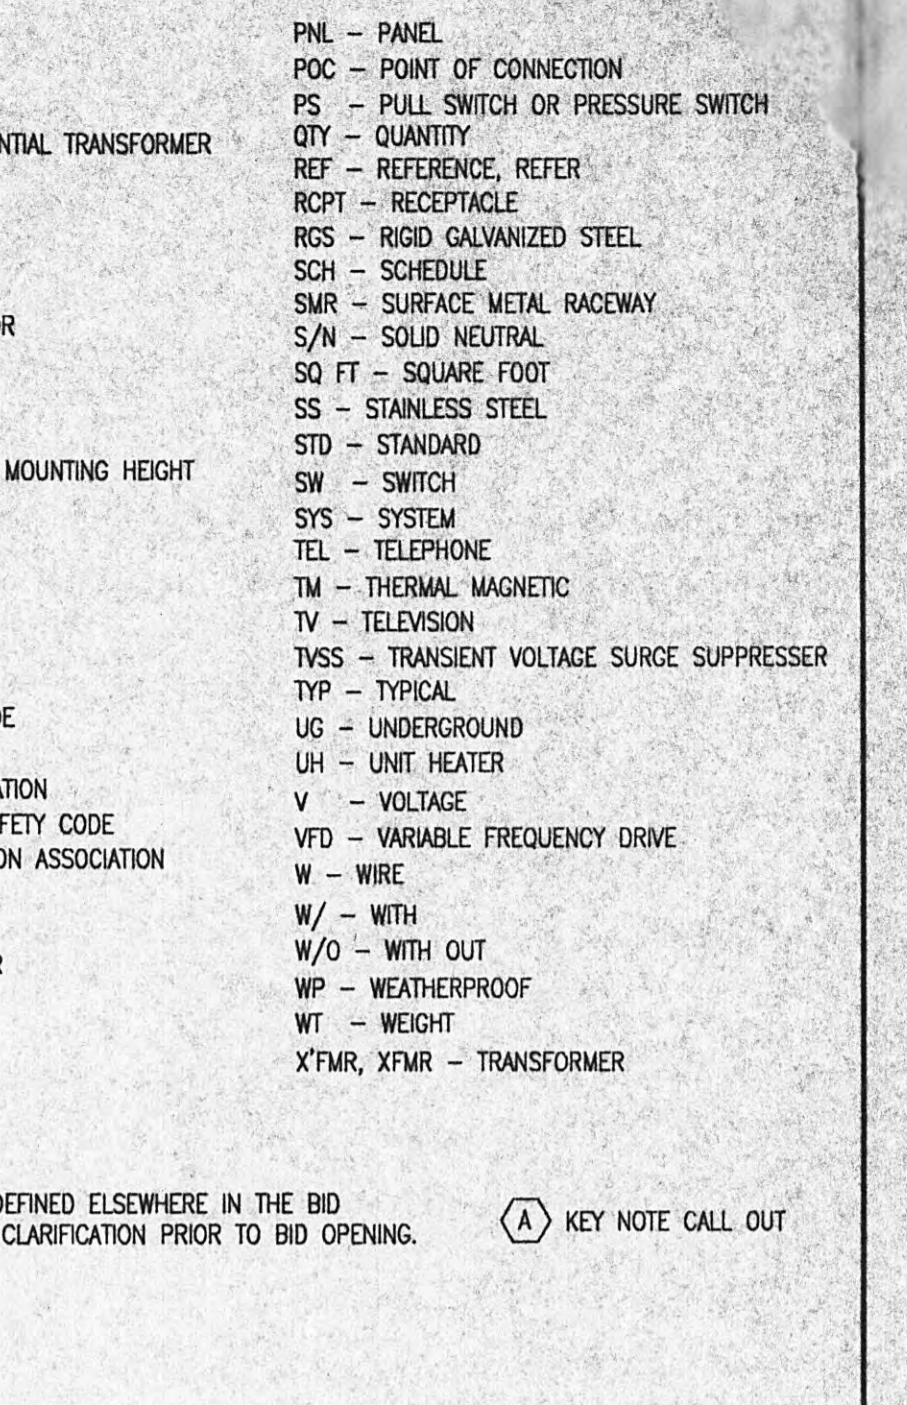 PNL – PANEL
POC – POINT OF CONNECTION
PS – PULL SWITCH OR PRESSURE SWITCH
QTY – QUANTITY
REF – REFERENCE, REFER
RCPT – RECEPTACLE
RGS – RIGID GALVANIZED STEEL
SCH – SCHEDULE
SMR – SURFACE METAL RACEWAY
S/N – SOLID NEUTRAL
SQ FT – SQUARE FOOT
SS – STAINLESS STEEL
STD – STANDARD
SW – SWITCH
SYS – SYSTEM
TEL – TELEPHONE
TM – THERMAL MAGNETIC
TV – TELEVISION
TVSS – TRANSIENT VOLTAGE SURGE SUPPRESSER
TYP – TYPICAL
UG – UNDERGROUND
UH – UNIT HEATER
V – VOLTAGE
VFD – VARIABLE FREQUENCY DRIVE
W – WIRE
W/ – WITH
W/O – WITH OUT
WP – WEATHERPROOF
WT – WEIGHT
X'FMR, XFMR – TRANSFORMER
TRANSFORMER
MOUNTING HEIGHT
CODE
ASSOCIATION
DEFINED ELSEWHERE IN THE BID
CLARIFICATION PRIOR TO BID OPENING.
A KEY NOTE CALL OUT